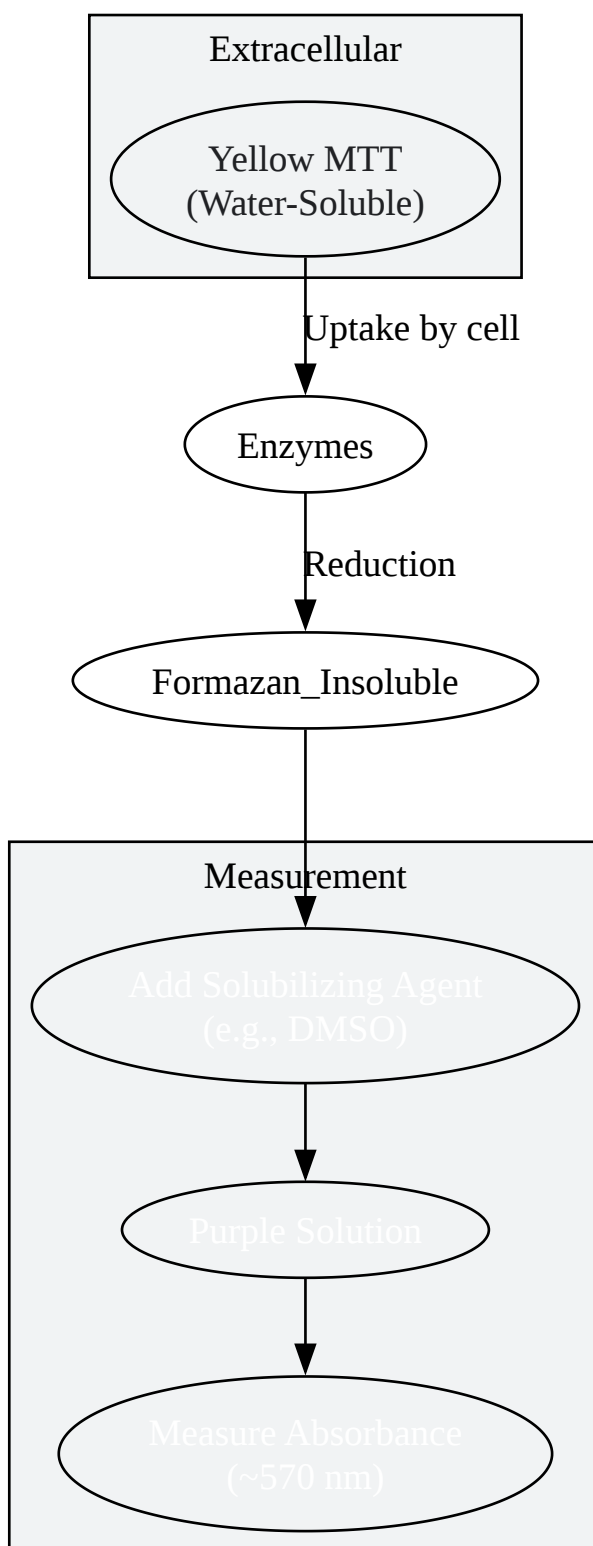 Extracellular
Yellow MTT
(Water-Soluble)
Uptake by cell
Enzymes
Reduction
Formazan_Insoluble
Measurement
Add Solubilizing Agent
(e.g., DMSO)
Purple Solution
Measure Absorbance
(~570 nm)